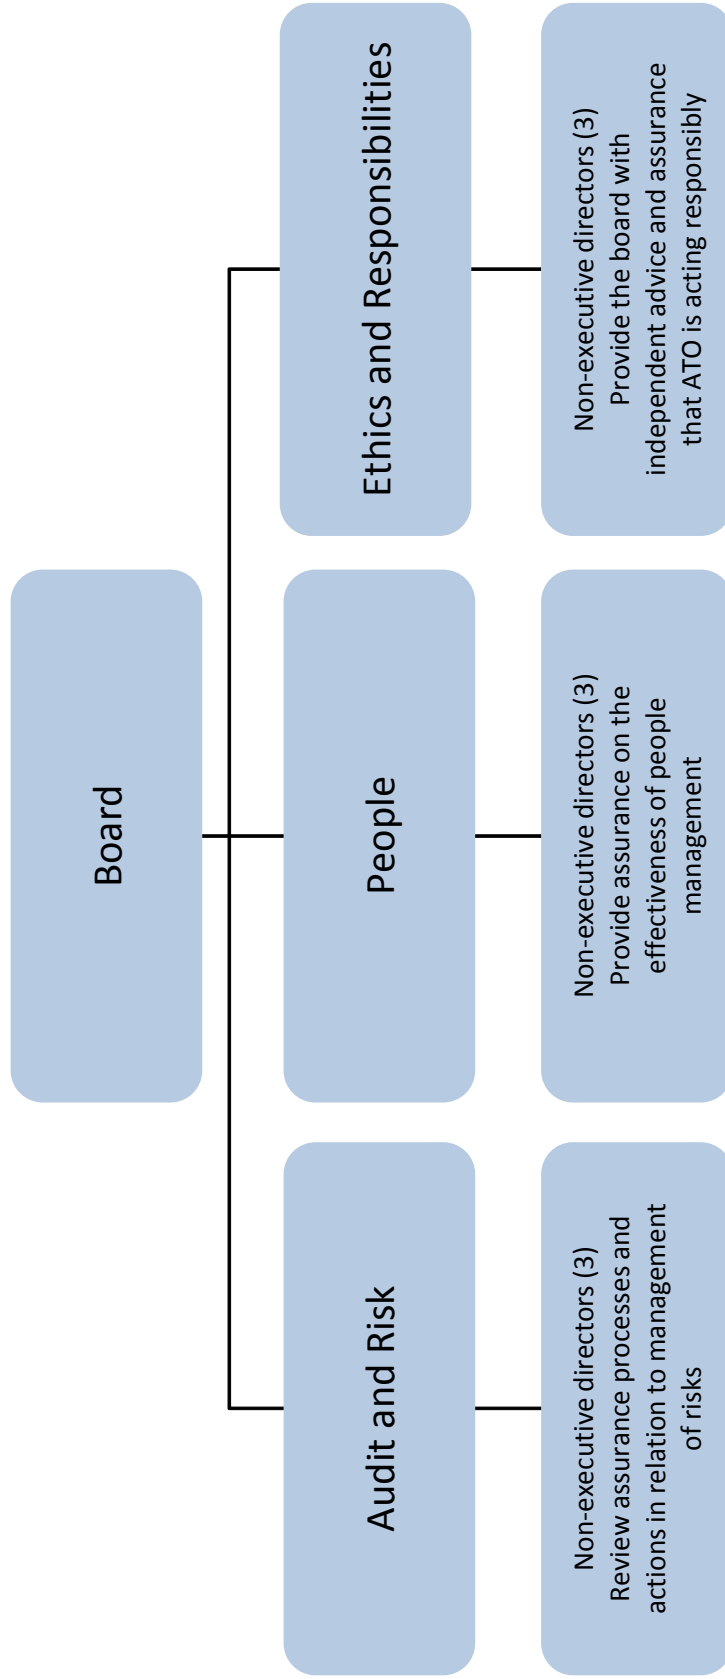 Board
Audit and Risk
People
Ethics and Responsibilities
Non-executive directors (3)
Review assurance processes and
actions in relation to management
of risks
Non-executive directors (3)
Provide assurance on the
effectiveness of people
management
Non-executive directors (3)
Provide the board with
independent advice and assurance
that ATO is acting responsibly